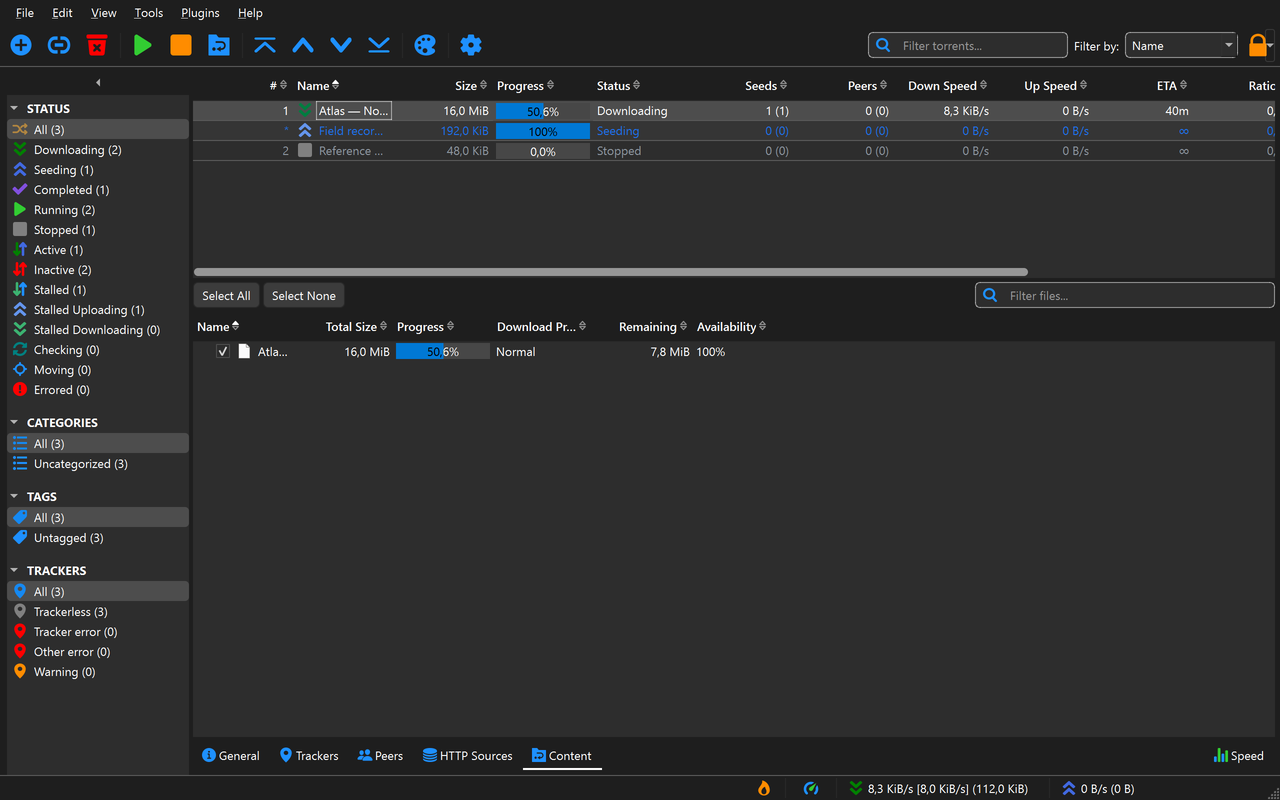 File Edit View Tools Plugins Help
Filter torrents... Filter by: Name
# Name Size Progress Status Seeds Peers Down Speed Up Speed ETA Ratio
1 Atlas — No... 16,0 MiB 50,6% Downloading 1 (1) 0 (0) 8,3 KiB/s 0 B/s 40m 0,
* Field recor... 192,0 KiB 100% Seeding 0 (0) 0 (0) 0 B/s 0 B/s ∞ 0,
2 Reference ... 48,0 KiB 0,0% Stopped 0 (0) 0 (0) 0 B/s 0 B/s ∞ 0,
STATUS
All (3)
Downloading (2)
Seeding (1)
Completed (1)
Running (2)
Stopped (1)
Active (1)
Inactive (2)
Stalled (1)
Stalled Uploading (1)
Stalled Downloading (0)
Checking (0)
Moving (0)
Errored (0)
CATEGORIES
All (3)
Uncategorized (3)
TAGS
All (3)
Untagged (3)
TRACKERS
All (3)
Trackerless (3)
Tracker error (0)
Other error (0)
Warning (0)
Select All Select None Filter files...
Name Total Size Progress Download Pr... Remaining Availability
Atla... 16,0 MiB 50,6% Normal 7,8 MiB 100%
General Trackers Peers HTTP Sources Content Speed
8,3 KiB/s [8,0 KiB/s] (112,0 KiB) 0 B/s (0 B)